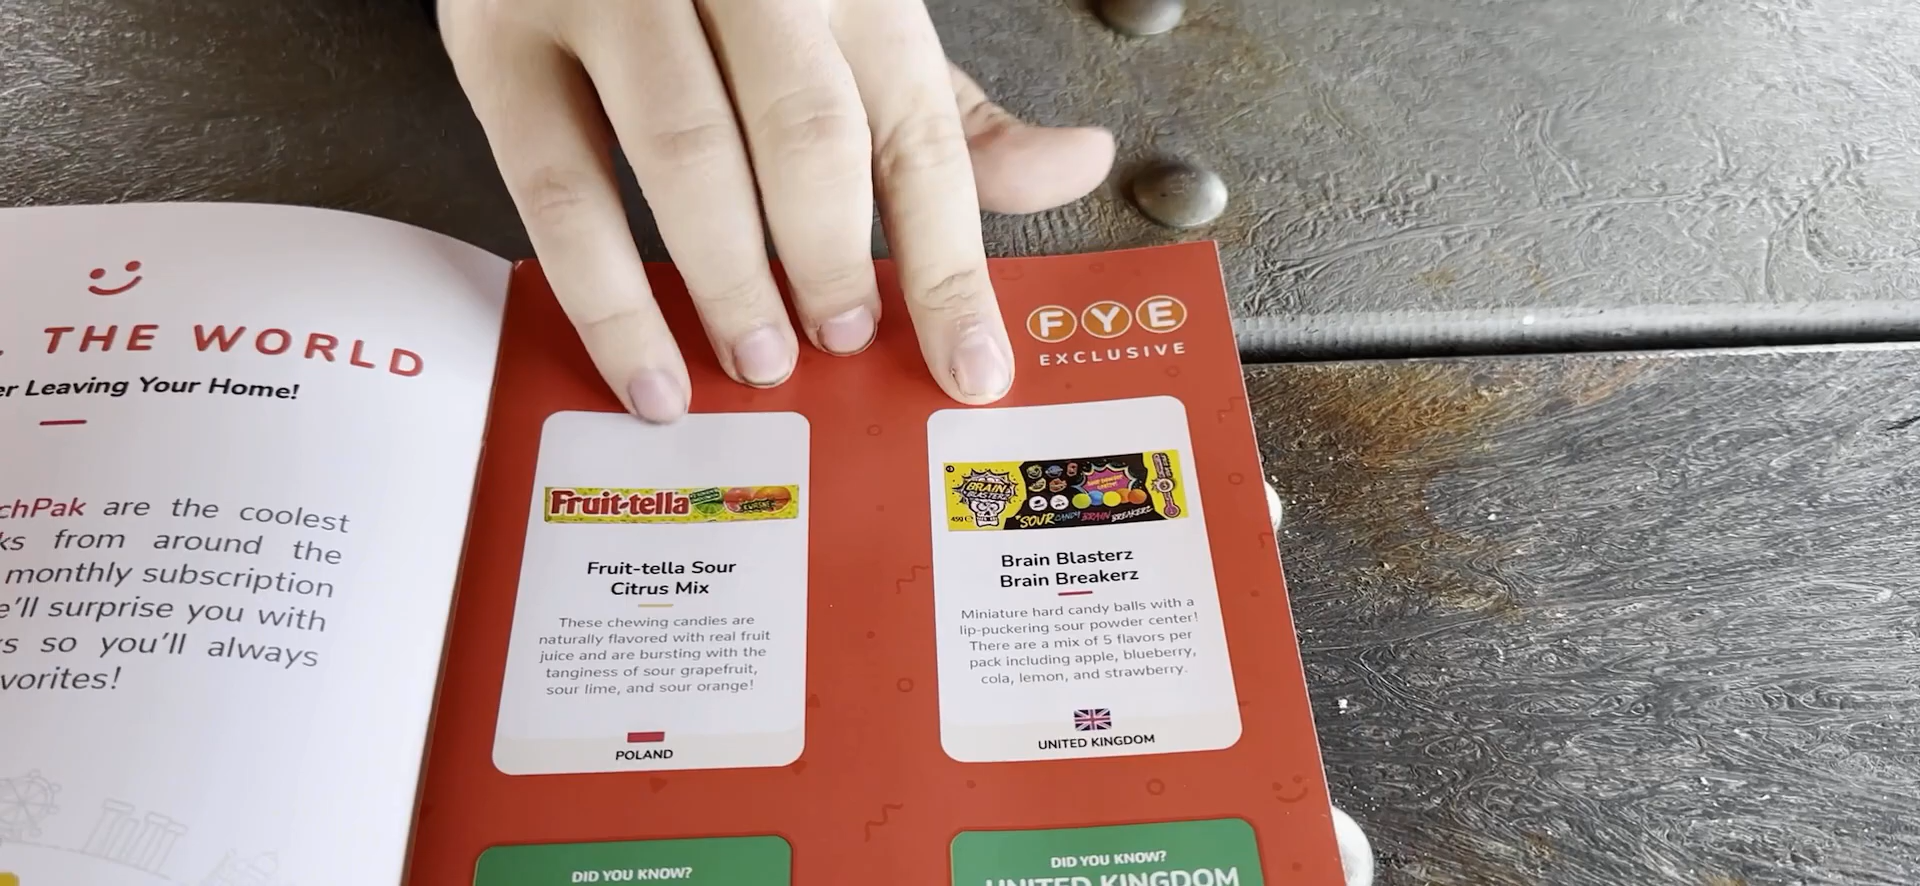 THE WORLD
er Leaving Your Home!
chPak are the coolest
ks from around the
monthly subscription
e'll surprise you with
s so you'll always
vorites!
FYE
EXCLUSIVE
Fruit-tella
Fruit-tella Sour
Citrus Mix
These chewing candies are
naturally flavored with real fruit
juice and are bursting with the
tanginess of sour grapefruit,
sour lime, and sour orange!
POLAND
DID YOU KNOW?
BRAIN
BLASTERZ
45g
SOUR CANDY BRAIN BREAKERZ
Brain Blasterz
Brain Breakerz
Miniature hard candy balls with a
lip-puckering sour powder center!
There are a mix of 5 flavors per
pack including apple, blueberry,
cola, lemon, and strawberry.
UNITED KINGDOM
DID YOU KNOW?
UNITED KINGDOM